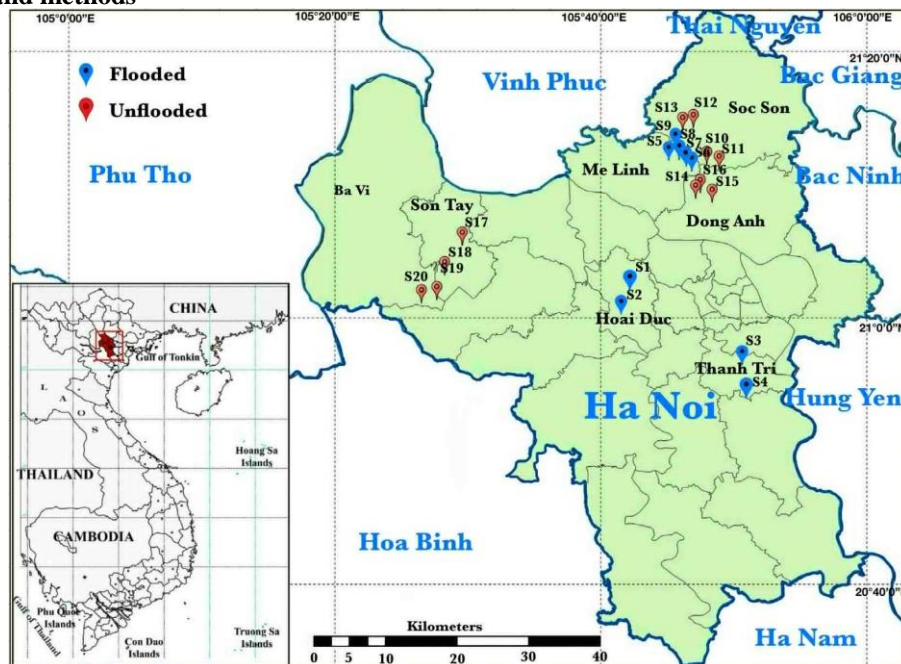 and methods
105°0'0"E
105°20'0"E
105°40'0"E
106°0'0"E
Thai Nguyen
21°20'0"N
Flooded
Unflooded
Vinh Phuc
Bac Giang
Phu Tho
Bac Ninh
S13
S12
Soc Son
S9
S8
S5
S7
S10
S6
S11
S14
S16
S15
Me Linh
Dong Anh
Ba Vi
Son Tay
S17
S18
S19
S20
S1
S2
Hoai Duc
21°0'0"N
S3
Thanh Tri
S4
Ha Noi
Hung Yen
CHINA
Gulf of Tonkin
L
A
O
S
Hoang Sa
Islands
THAILAND
CAMBODIA
Hoa Binh
20°40'0"N
Gulf of Thailand
Phu Quoc
Islands
Con Dao
Islands
Truong Sa
Islands
Kilometers
0 5 10 20 30 40
Ha Nam